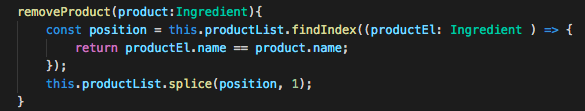 removeProduct(product:Ingredient){
const position = this.productList.findIndex((productEl: Ingredient ) => {
return productEl.name == product.name;
});
this.productList.splice(position, 1);
}